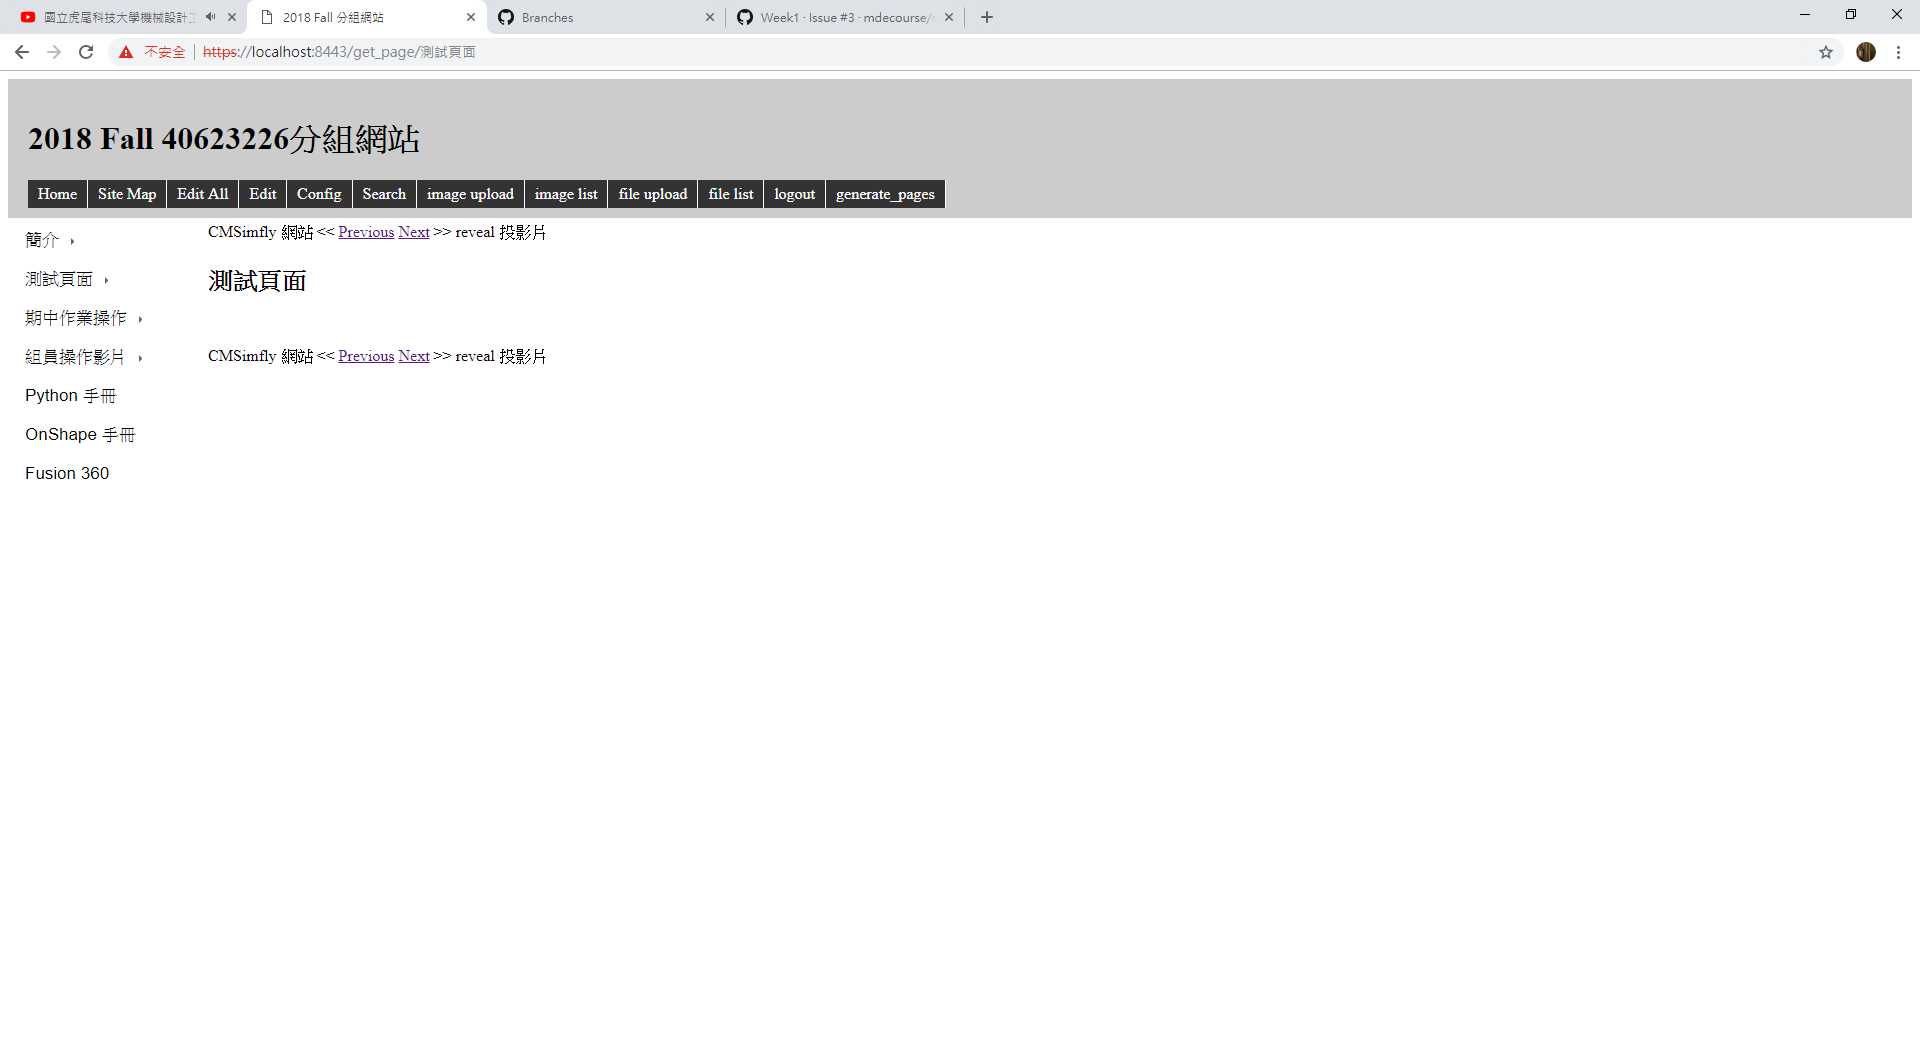 國立虎尾科技大學機械設計工
2018 Fall 分組網站
Branches
Week1 · Issue #3 · mdecourse/
不安全
https://localhost:8443/get_page/測試頁面
2018 Fall 40623226分組網站
Home Site Map Edit All Edit Config Search image upload image list file upload file list logout generate_pages
簡介
測試頁面
期中作業操作
組員操作影片
Python 手冊
OnShape 手冊
Fusion 360
CMSimfly 網站 << Previous Next >> reveal 投影片
測試頁面
CMSimfly 網站 << Previous Next >> reveal 投影片